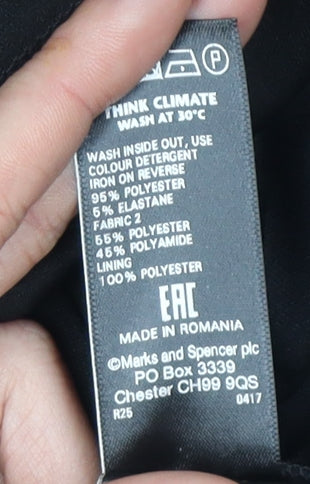 P
THINK CLIMATE
WASH AT 30°C
WASH INSIDE OUT, USE
COLOUR DETERGENT
IRON ON REVERSE
95% POLYESTER
5% ELASTANE
FABRIC 2
55% POLYESTER
45% POLYAMIDE
LINING
100% POLYESTER
EAC
MADE IN ROMANIA
©Marks and Spencer plc
PO Box 3339
Chester CH99 9QS
R25 0417